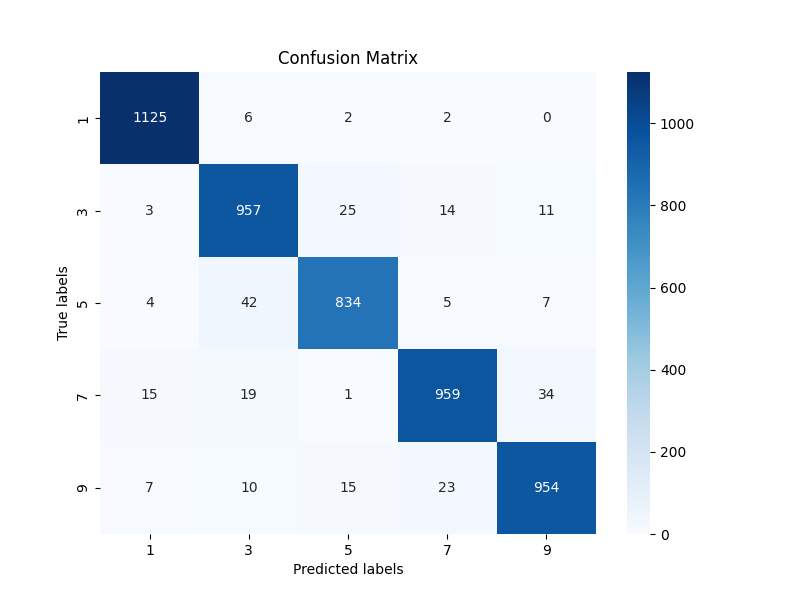 Confusion Matrix
1 1125 6 2 2 0
3 3 957 25 14 11
5 4 42 834 5 7
7 15 19 1 959 34
9 7 10 15 23 954
1 3 5 7 9
Predicted labels
True labels
1000
800
600
400
200
0